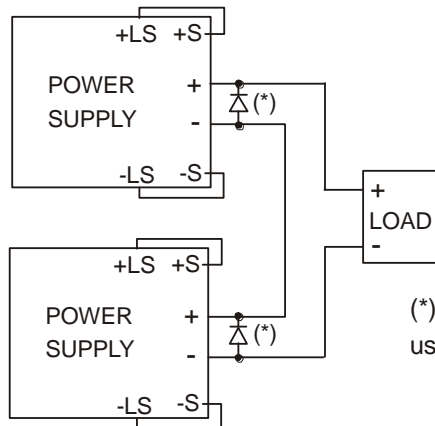 +LS +S
POWER
SUPPLY
+
-
(*)
-LS -S
+
LOAD
-
+LS +S
POWER
SUPPLY
+
-
(*)
-LS -S
(*)
us